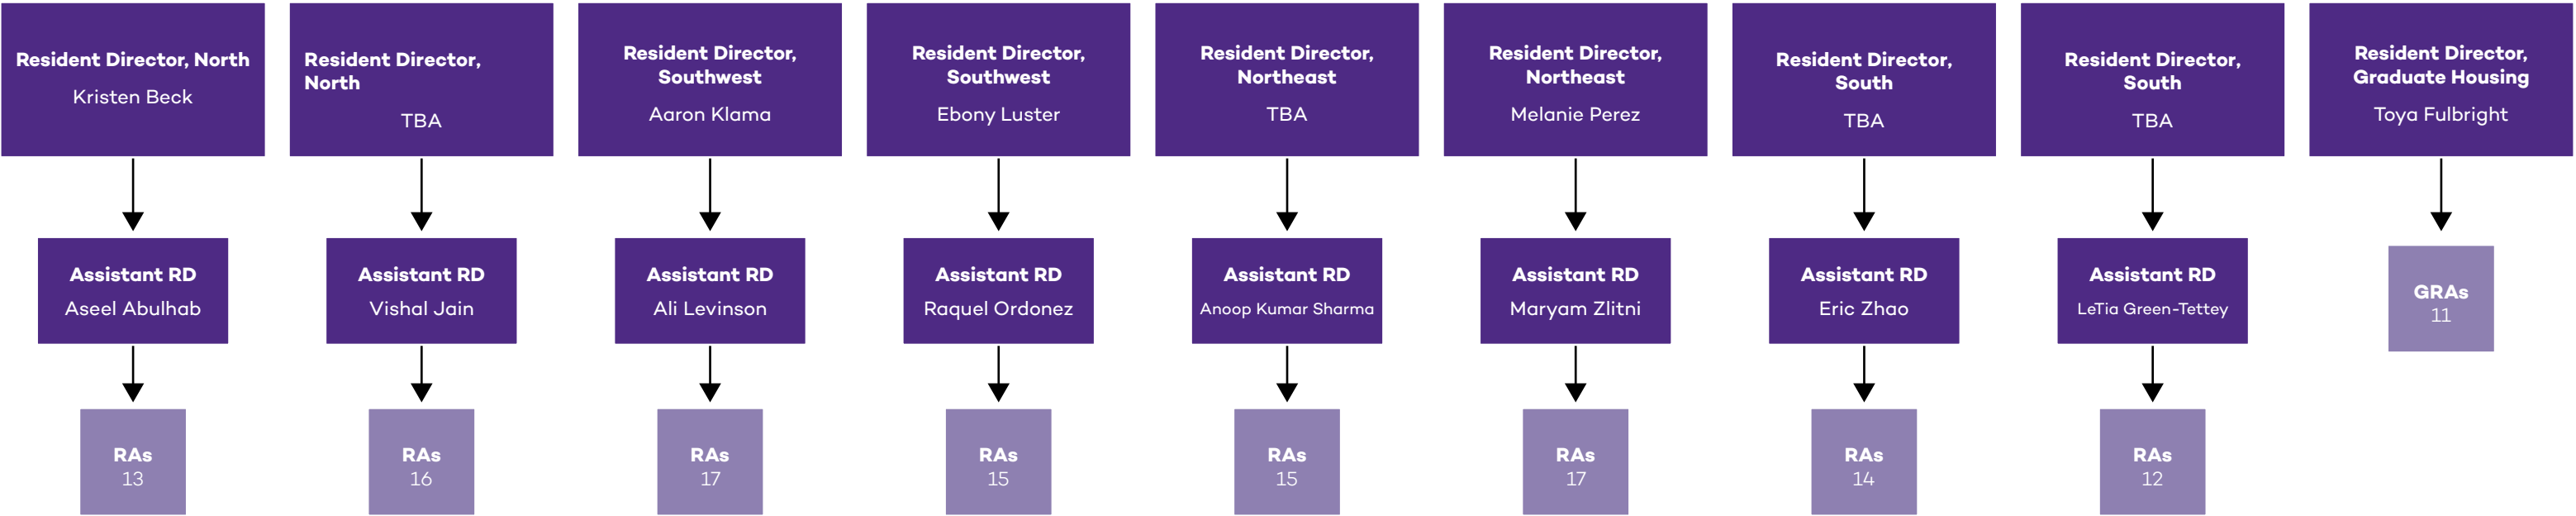 Resident Director, North
Kristen Beck
Resident Director,
North
TBA
Resident Director,
Southwest
Aaron Klama
Resident Director,
Southwest
Ebony Luster
Resident Director,
Northeast
TBA
Resident Director,
Northeast
Melanie Perez
Resident Director,
South
TBA
Resident Director,
South
TBA
Resident Director,
Graduate Housing
Toya Fulbright
Assistant RD
Aseel Abulhab
Assistant RD
Vishal Jain
Assistant RD
Ali Levinson
Assistant RD
Raquel Ordonez
Assistant RD
Anoop Kumar Sharma
Assistant RD
Maryam Zlitni
Assistant RD
Eric Zhao
Assistant RD
LeTia Green-Tettey
GRAs
11
RAs
13
RAs
16
RAs
17
RAs
15
RAs
15
RAs
17
RAs
14
RAs
12